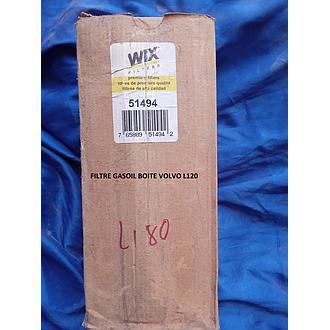 WIX
FILTERS
premium filters
filtres de première qualité
filtros de alta calidad
51494
7 65809 51494 2
FILTRE GASOIL BOITE VOLVO L120
L180